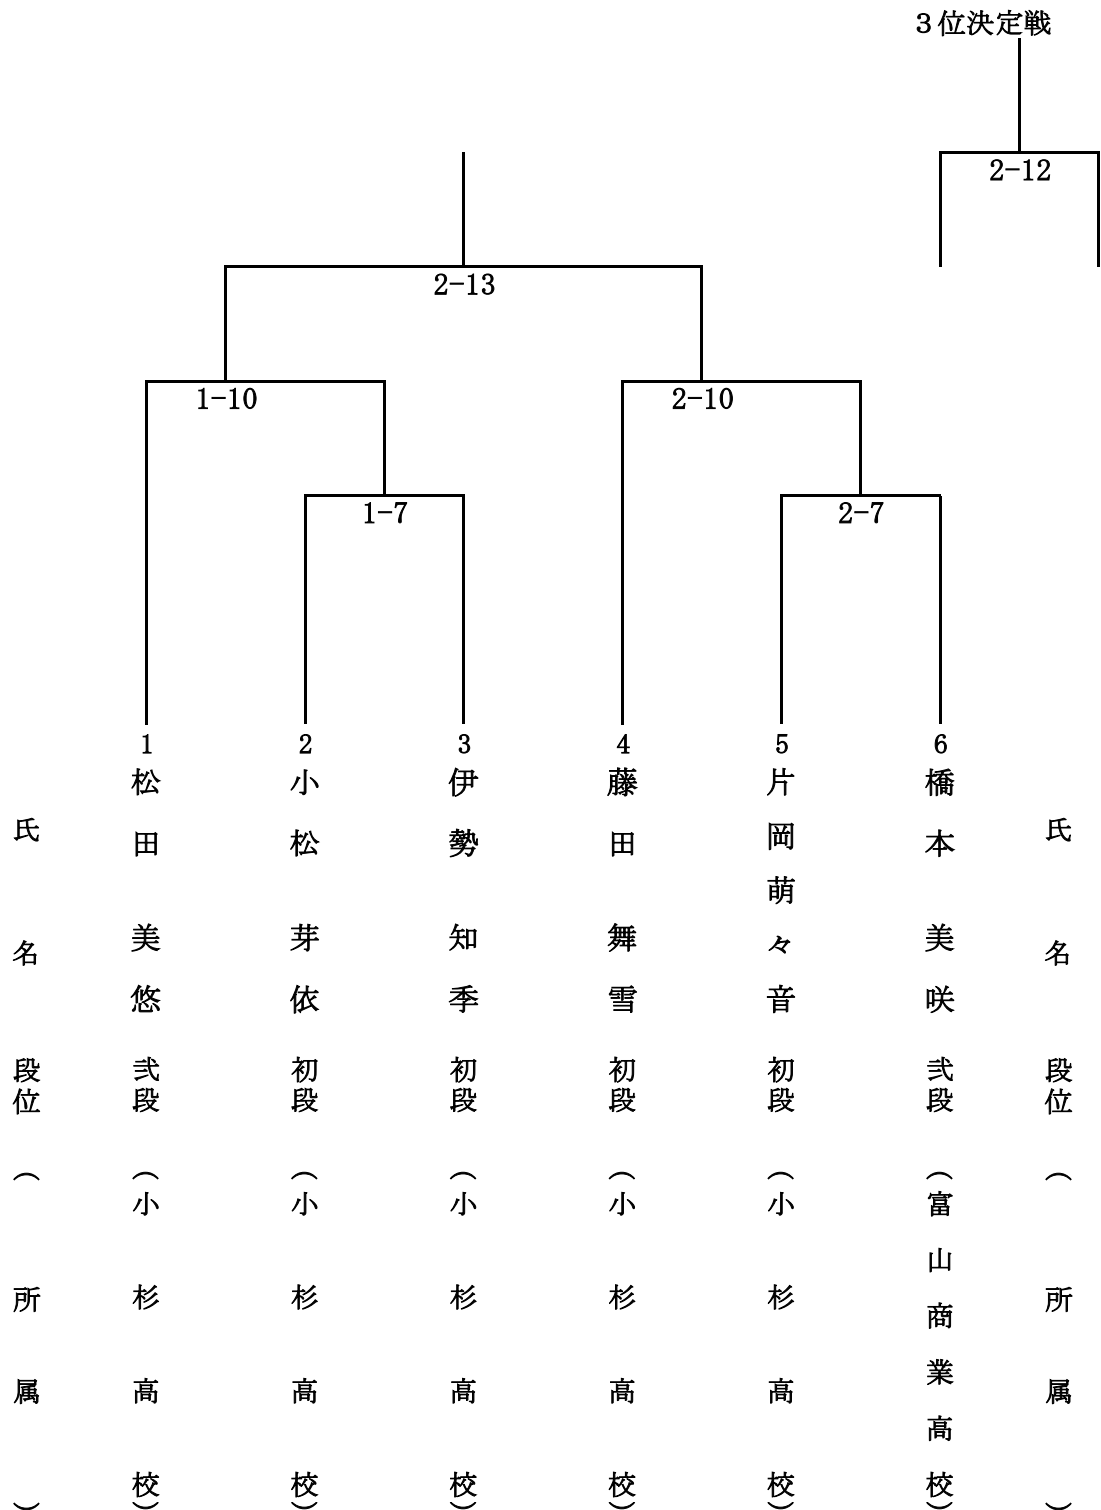 ３位決定戦
2-12
2-13
1-10
2-10
1-7
2-7
1
2
3
4
5
6
氏名 段位 （所属）
松田 美悠 弐段 （小杉高校）
小松 芽依 初段 （小杉高校）
伊勢 知季 初段 （小杉高校）
藤田 舞雪 初段 （小杉高校）
片岡萌々音 初段 （小杉高校）
橋本 美咲 弐段 （富山商業高校）
氏名 段位 （所属）